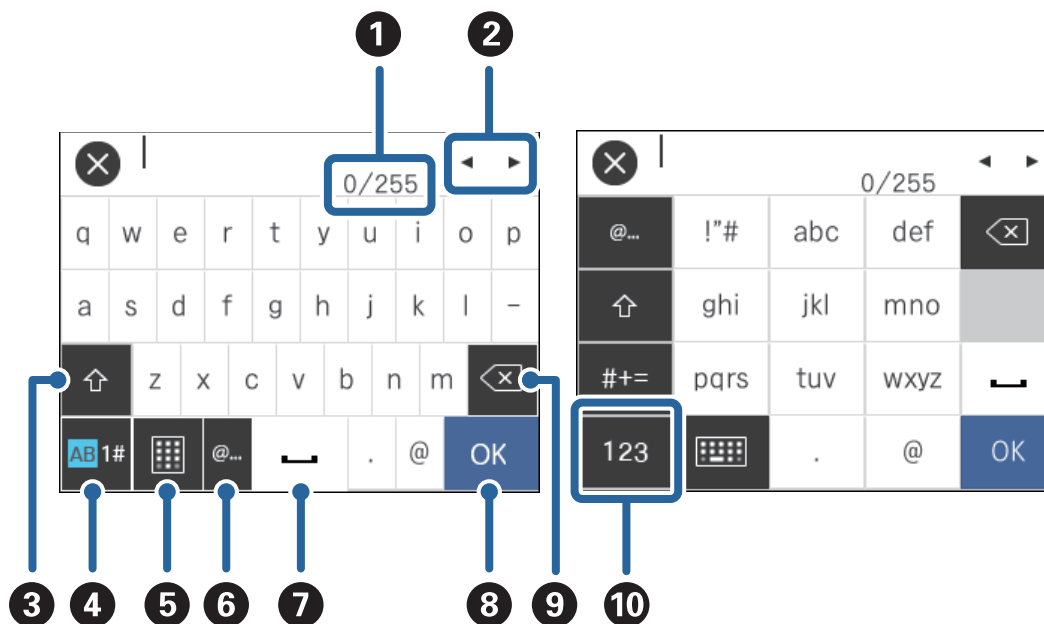 1 2
0/255
q w e r t y u i o p
a s d f g h j k l -
z x c v b n m
AB 1# @... . @ OK
0/255
@... !"# abc def
ghi jkl mno
#+= pqrs tuv wxyz
123 . @ OK
3 4 5 6 7 8 9 10